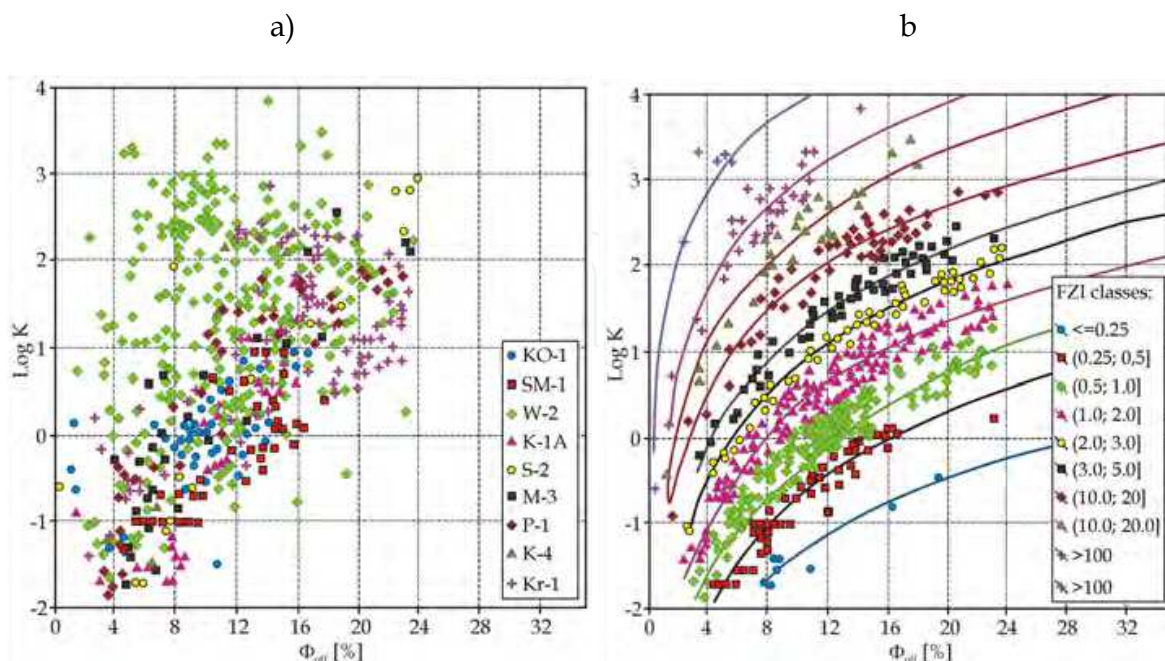 a)
b
4
3
2
1
0
-1
-2
Log K
0 4 8 12 16 20 24 28 32
Φeff [%]
KO-1
SM-1
W-2
K-1A
S-2
M-3
P-1
K-4
Kr-1
4
3
2
1
0
-1
-2
Log K
0 4 8 12 16 20 24 28 32
Φeff [%]
FZI classes:
<=0.25
(0.25; 0,5]
(0.5; 1.0]
(1.0; 2.0]
(2.0; 3.0]
(3.0; 5.0]
(10.0; 20]
(10.0; 20.0]
>100
>100